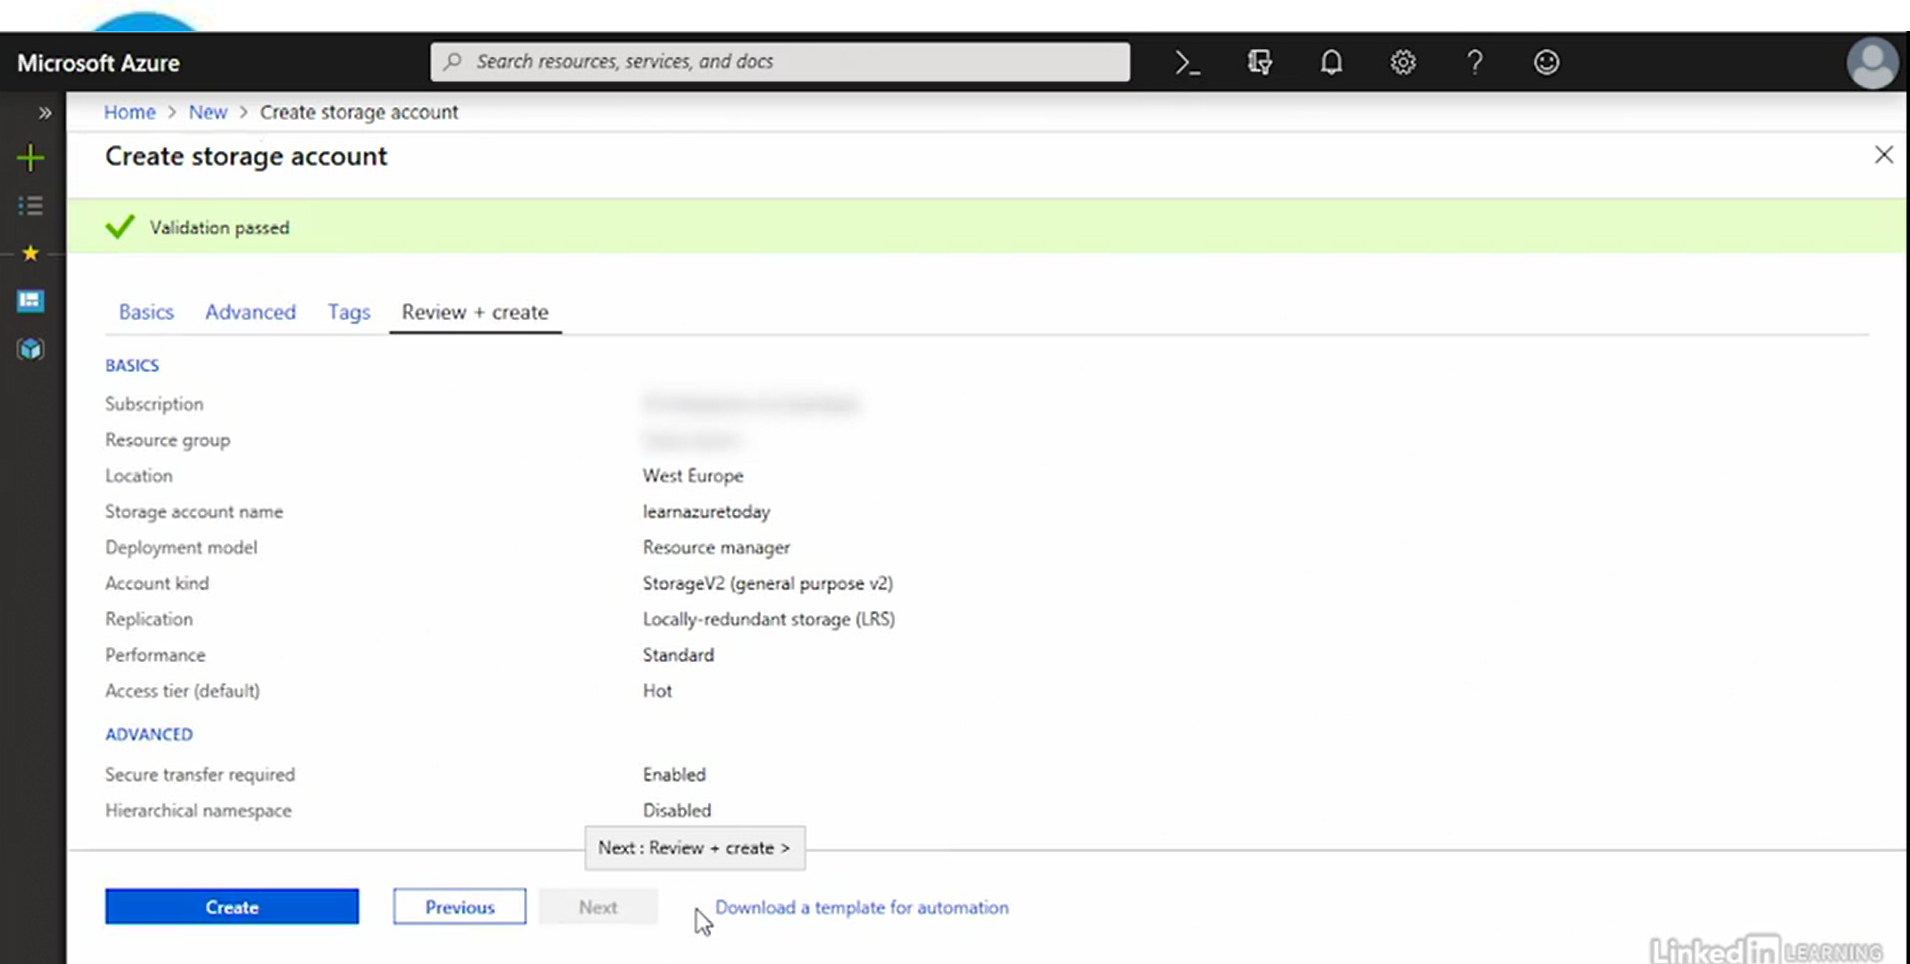 Microsoft Azure
Search resources, services, and docs
Home > New > Create storage account
Create storage account
Validation passed
Basics Advanced Tags Review + create
BASICS
Subscription
Resource group
Location West Europe
Storage account name learnazuretoday
Deployment model Resource manager
Account kind StorageV2 (general purpose v2)
Replication Locally-redundant storage (LRS)
Performance Standard
Access tier (default) Hot
ADVANCED
Secure transfer required Enabled
Hierarchical namespace Disabled
Next : Review + create >
Create Previous Next Download a template for automation
LinkedIn LEARNING